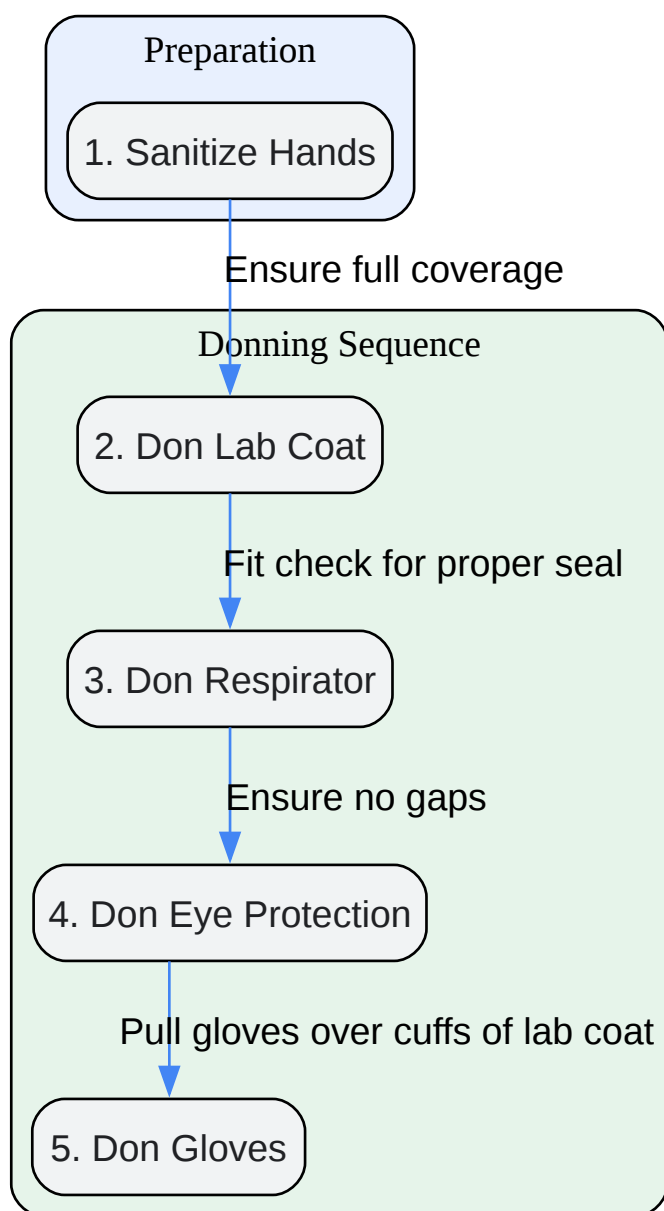 Preparation
1. Sanitize Hands
Ensure full coverage
Donning Sequence
2. Don Lab Coat
Fit check for proper seal
3. Don Respirator
Ensure no gaps
4. Don Eye Protection
Pull gloves over cuffs of lab coat
5. Don Gloves